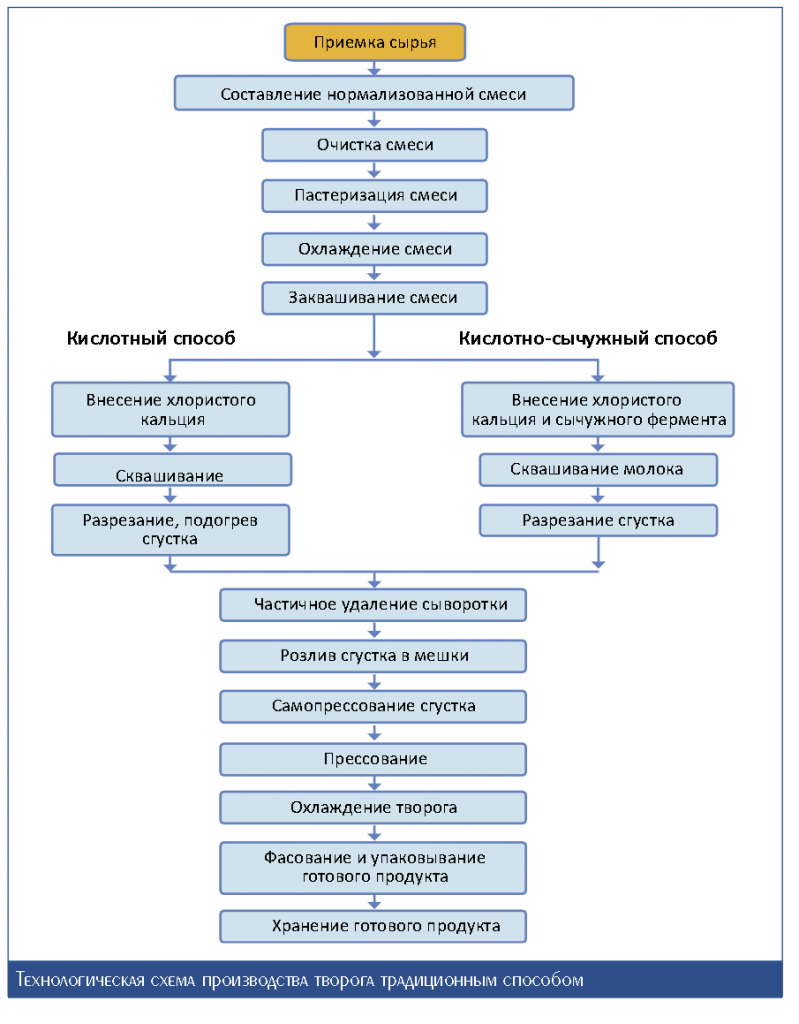 Приемка сырья
Составление нормализованной смеси
Очистка смеси
Пастеризация смеси
Охлаждение смеси
Заквашивание смеси
Кислотный способ
Кислотно-сычужный способ
Внесение хлористого
кальция
Внесение хлористого
кальция и сычужного фермента
Сквашивание
Сквашивание молока
Разрезание, подогрев
сгустка
Разрезание сгустка
Частичное удаление сыворотки
Розлив сгустка в мешки
Самопрессование сгустка
Прессование
Охлаждение творога
Фасование и упаковывание
готового продукта
Хранение готового продукта
Технологическая схема производства творога традиционным способом